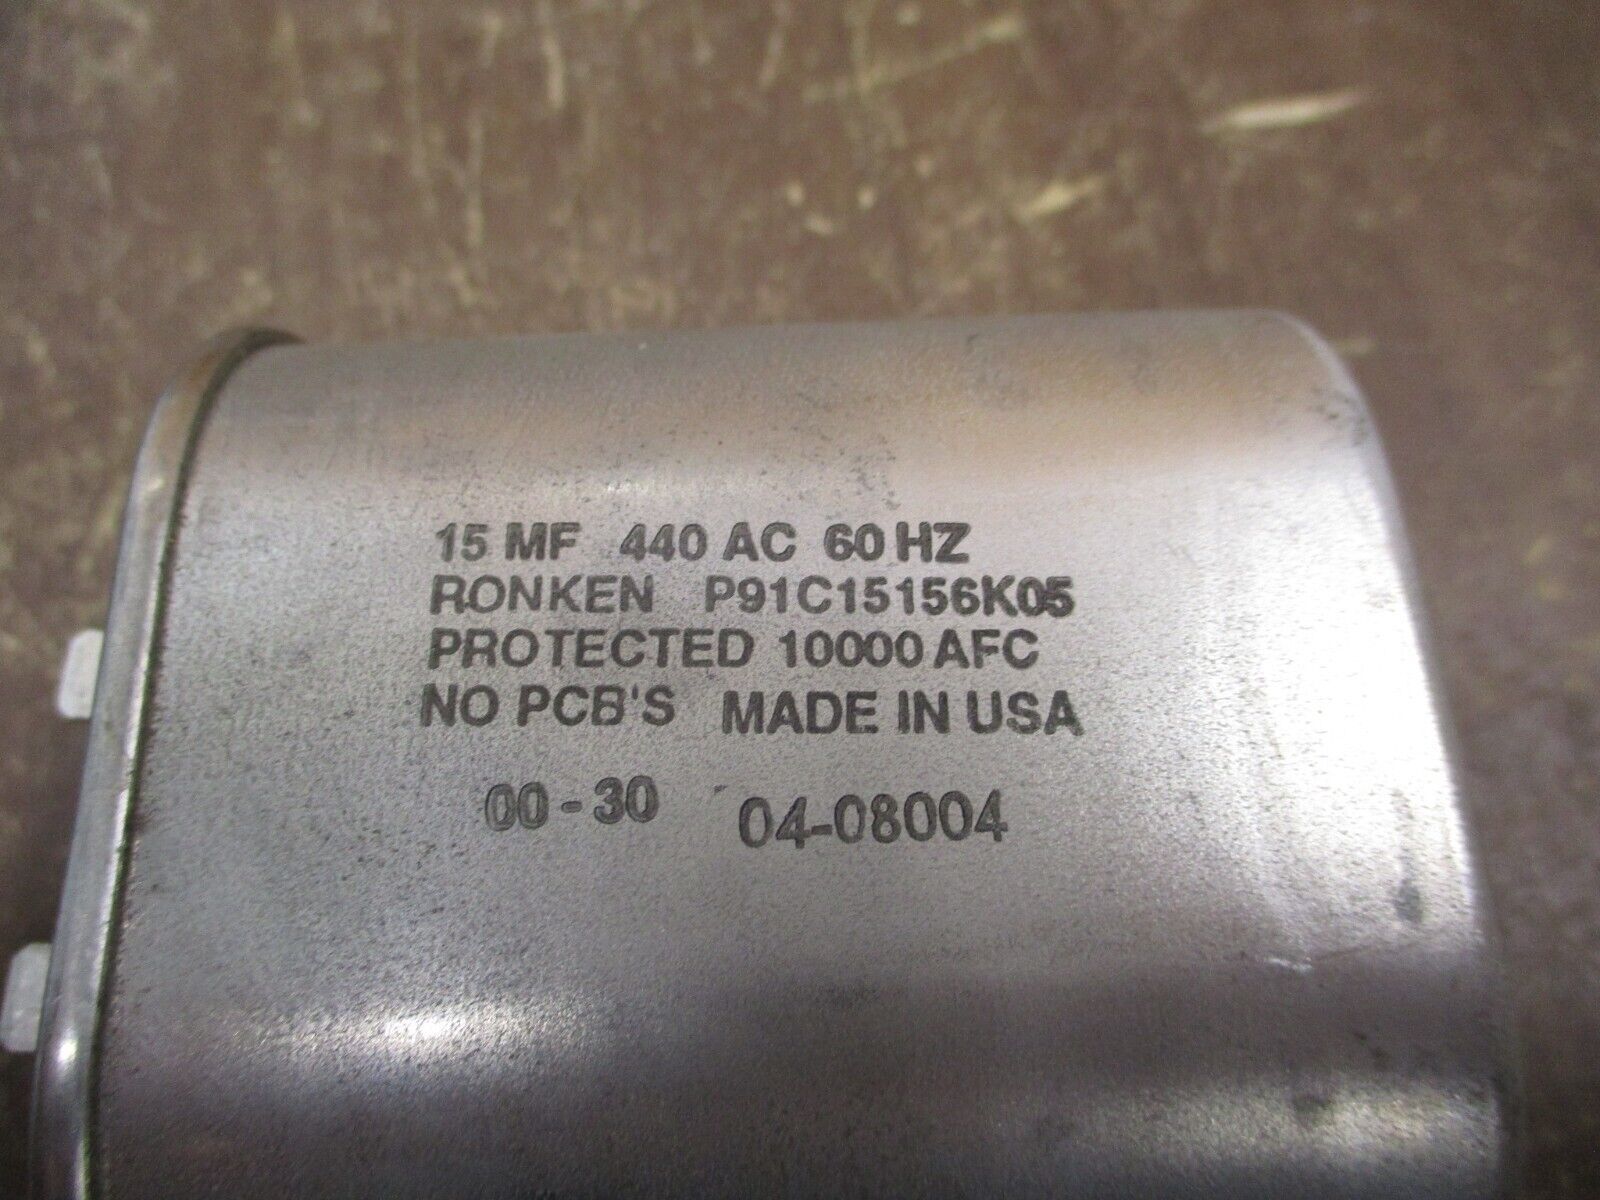 15 MF 440 AC 60 HZ
RONKEN P91C15156K05
PROTECTED 10000 AFC
NO PCB'S MADE IN USA
00-30 04-08004